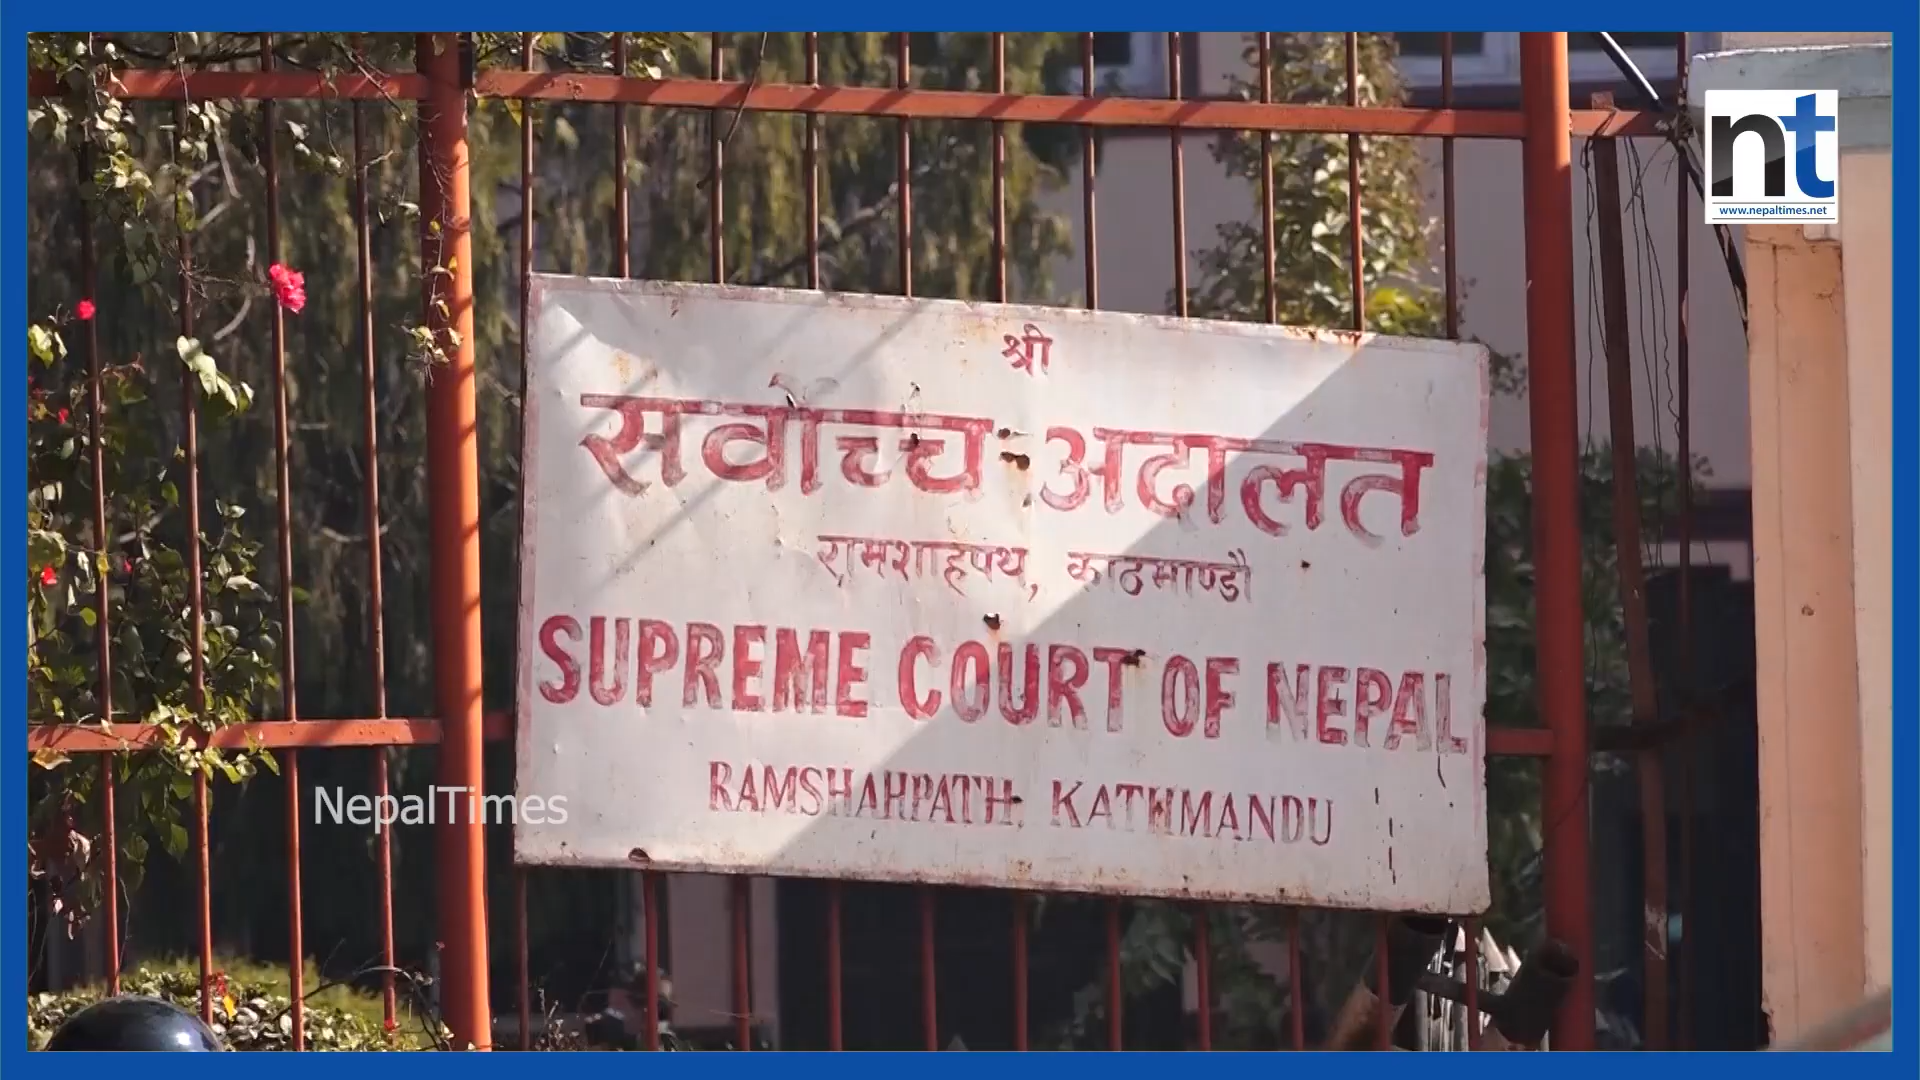 nt
www.nepaltimes.net
श्री
सर्वोच्च अदालत
रामशाहपथ, काठमाण्डौ
SUPREME COURT OF NEPAL
RAMSHAHPATH, KATHMANDU
NepalTimes